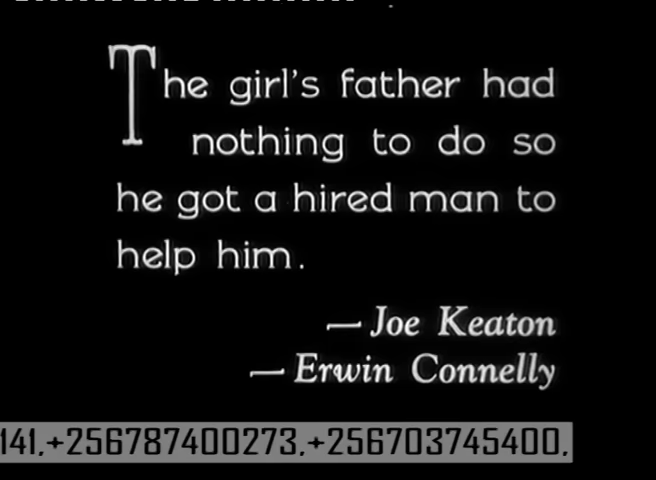 The girl's father had
nothing to do so
he got a hired man to
help him.
— Joe Keaton
— Erwin Connelly
141,+256787400273,+256703745400,